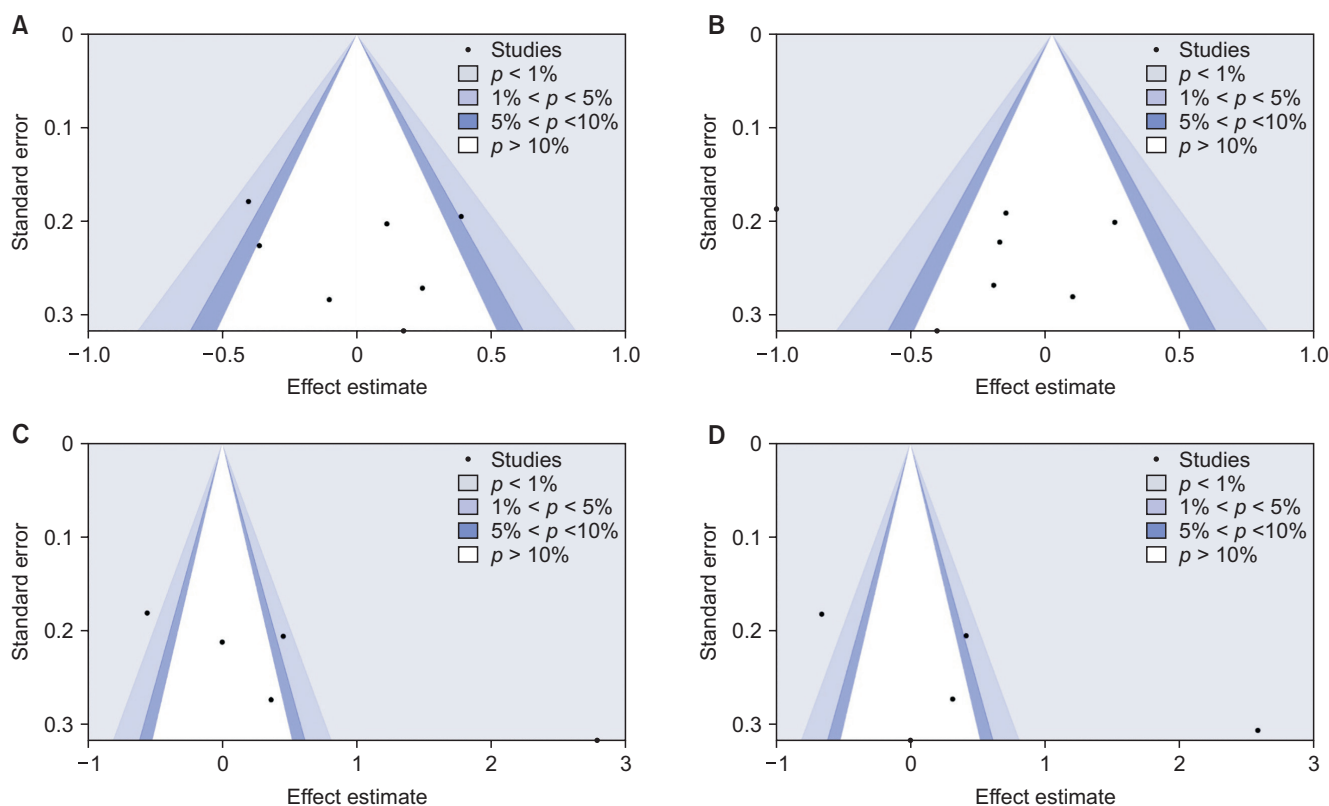 A
0
0.1
0.2
0.3
Standard error
−1.0
−0.5
0
0.5
1.0
Effect estimate
Studies
p < 1%
1% < p < 5%
5% < p <10%
p > 10%
B
0
0.1
0.2
0.3
Standard error
−1.0
−0.5
0
0.5
1.0
Effect estimate
Studies
p < 1%
1% < p < 5%
5% < p <10%
p > 10%
C
0
0.1
0.2
0.3
Standard error
−1
0
1
2
3
Effect estimate
Studies
p < 1%
1% < p < 5%
5% < p <10%
p > 10%
D
0
0.1
0.2
0.3
Standard error
−1
0
1
2
3
Effect estimate
Studies
p < 1%
1% < p < 5%
5% < p <10%
p > 10%